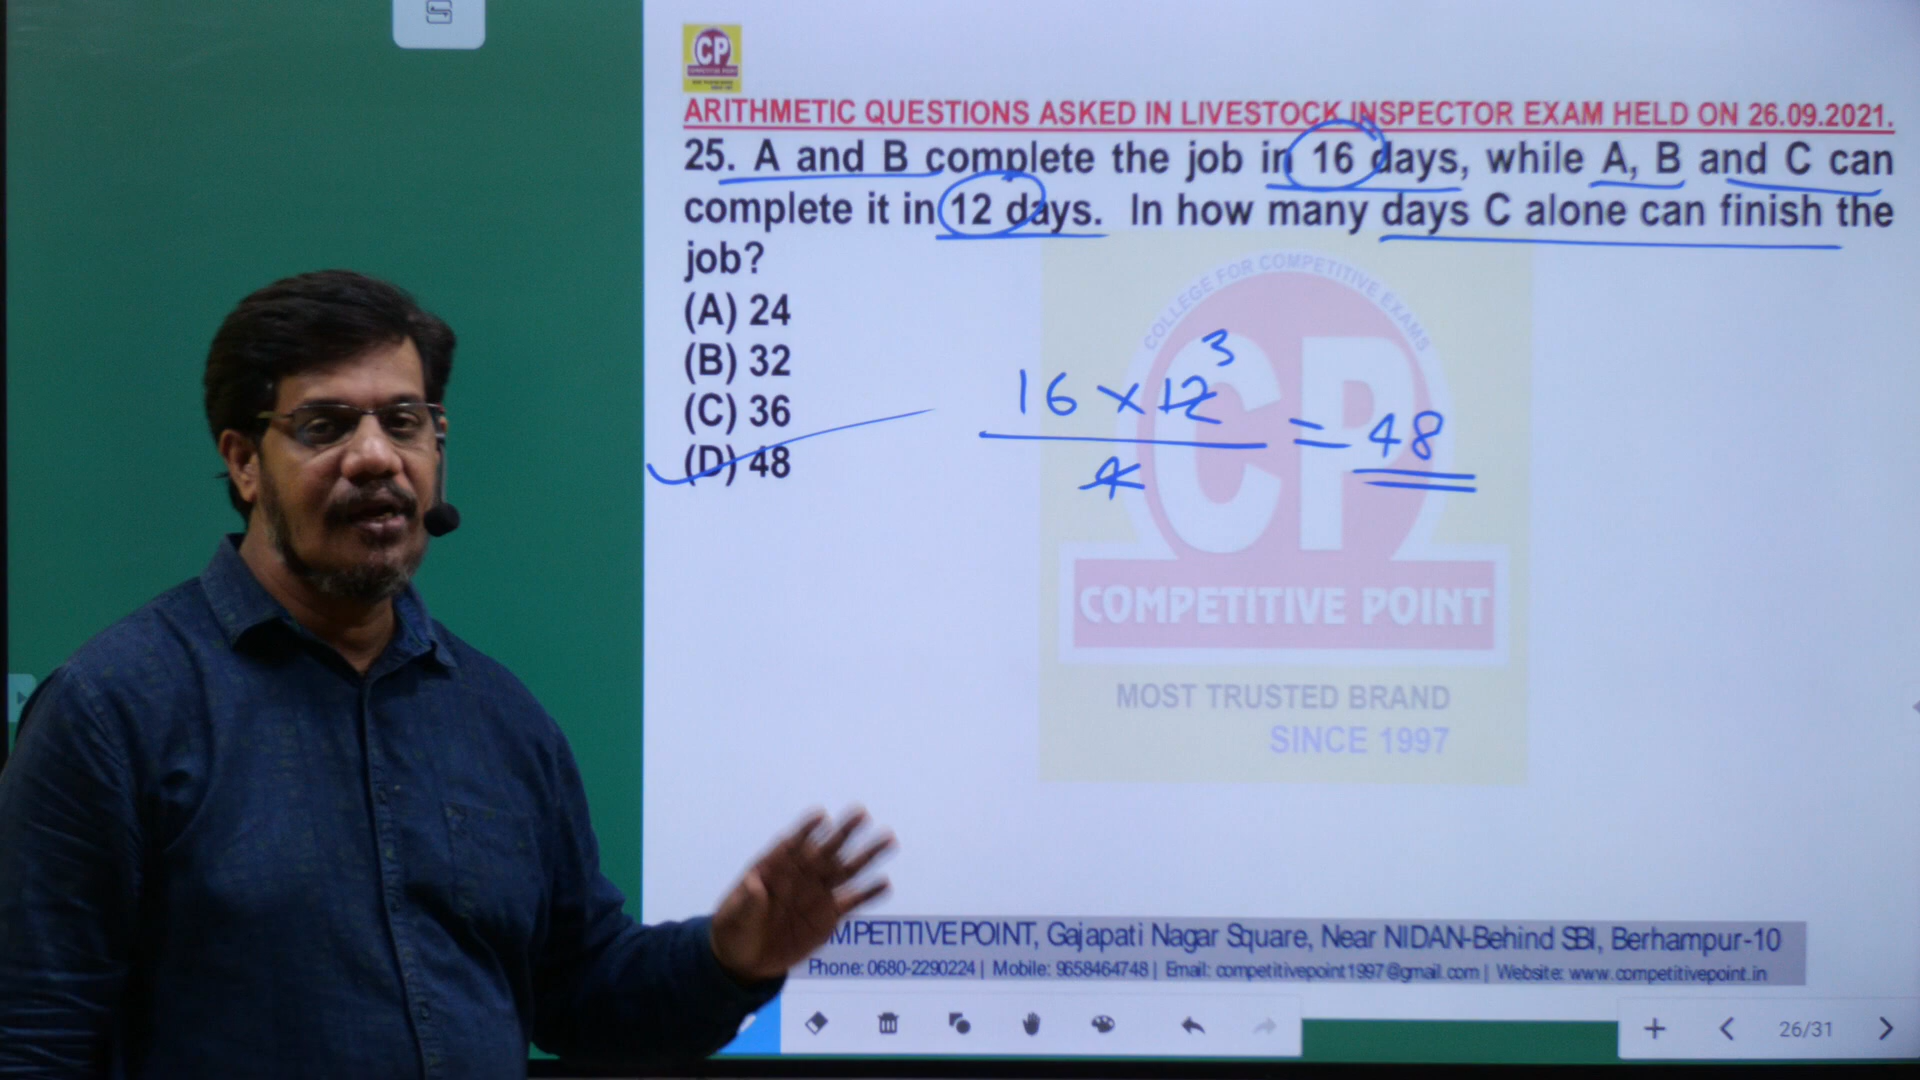 CP
COMPETITIVE POINT
ARITHMETIC QUESTIONS ASKED IN LIVESTOCK INSPECTOR EXAM HELD ON 26.09.2021.
25. A and B complete the job in 16 days, while A, B and C can
complete it in 12 days. In how many days C alone can finish the
job?
(A) 24
(B) 32
(C) 36
(D) 48
16 × 12 3
4
= 48
COLLEGE FOR COMPETITIVE EXAMS
CP
COMPETITIVE POINT
MOST TRUSTED BRAND
SINCE 1997
MPETITIVE POINT, Gajapati Nagar Square, Near NIDAN-Behind SBI, Berhampur-10
Phone: 0680-2290224 | Mobile: 9658464748 | Email: competitivepoint1997@gmail.com | Website: www.competitivepoint.in
26/31